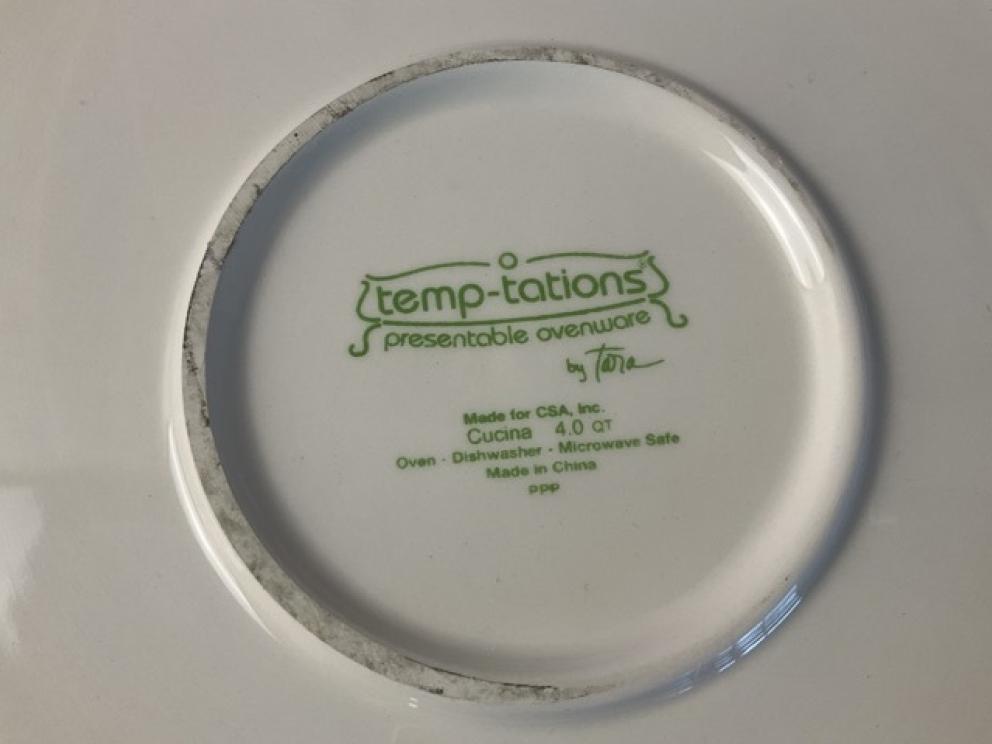 temp-tations®
presentable ovenware
by Tara
Made for CSA, Inc.
Cucina 4.0 QT
Oven · Dishwasher · Microwave Safe
Made in China
PPP